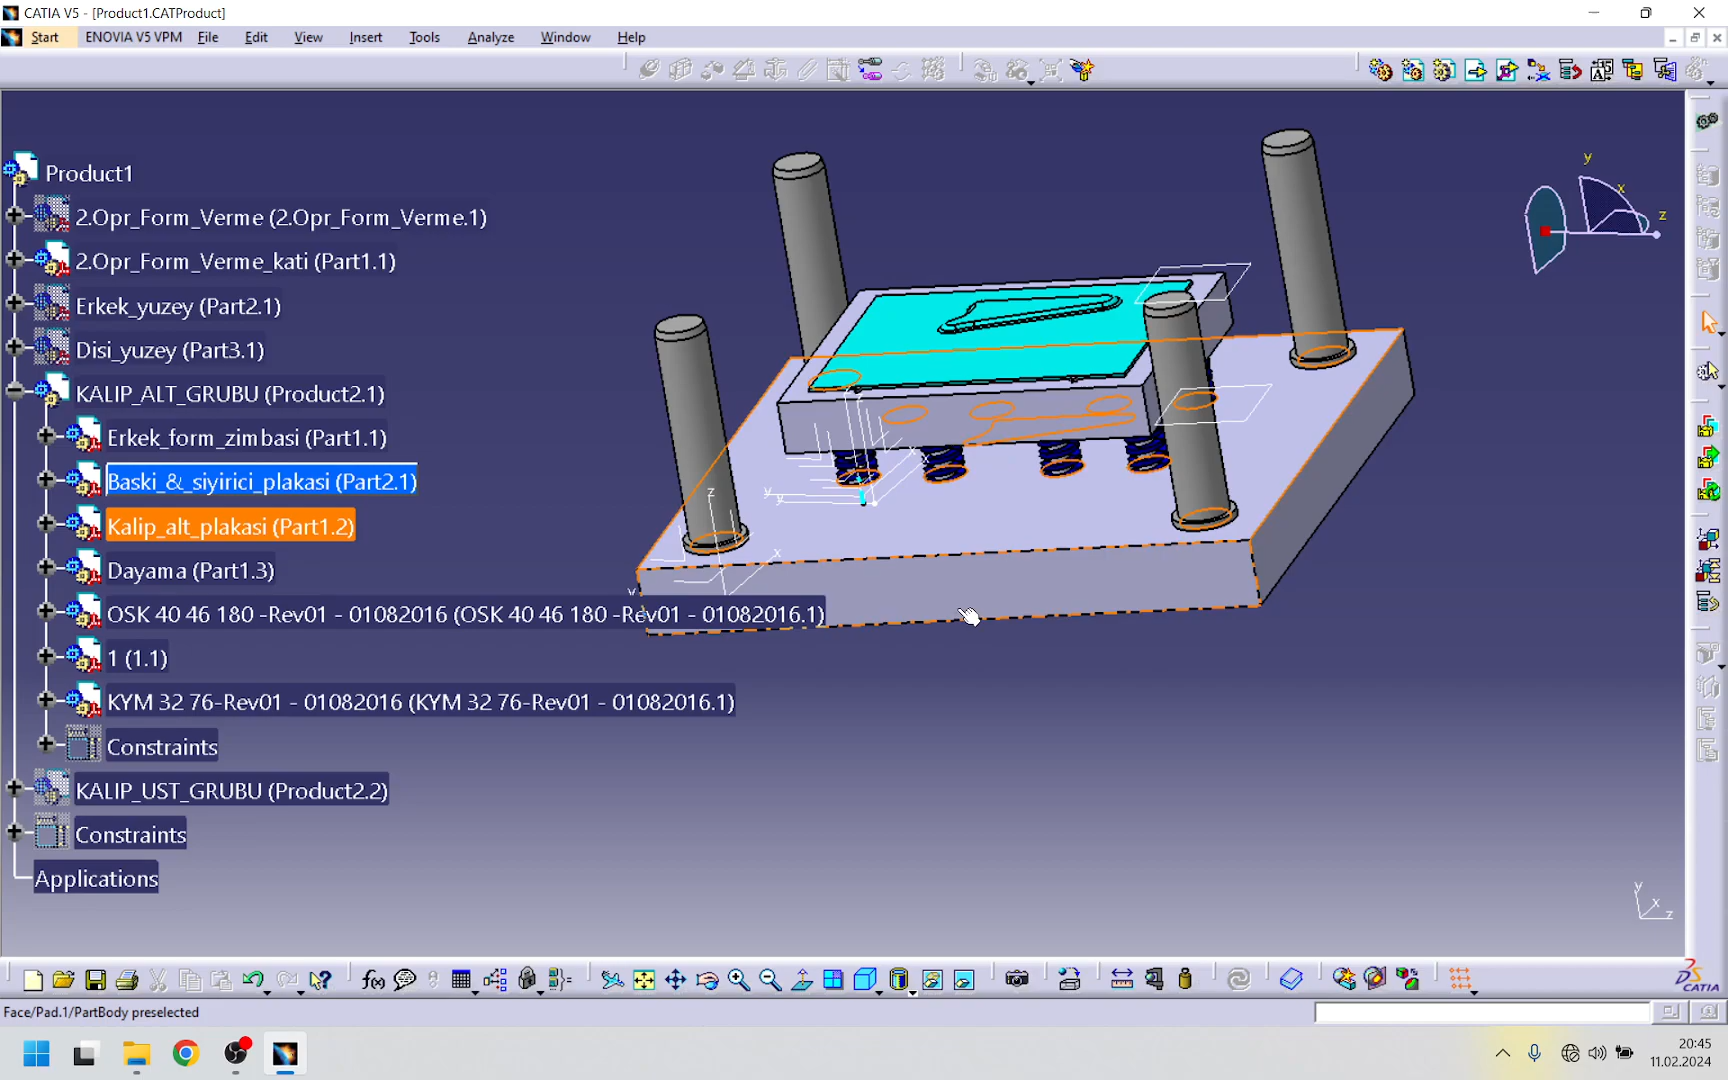 CATIA V5 - [Product1.CATProduct]
Start ENOVIA V5 VPM File Edit View Insert Tools Analyze Window Help
Product1
2.Opr_Form_Verme (2.Opr_Form_Verme.1)
2.Opr_Form_Verme_kati (Part1.1)
Erkek_yuzey (Part2.1)
Disi_yuzey (Part3.1)
KALIP_ALT_GRUBU (Product2.1)
Erkek_form_zimbasi (Part1.1)
Baski_&_siyirici_plakasi (Part2.1)
Kalip_alt_plakasi (Part1.2)
Dayama (Part1.3)
OSK 40 46 180 -Rev01 - 01082016 (OSK 40 46 180 -Rev01 - 01082016.1)
1 (1.1)
KYM 32 76-Rev01 - 01082016 (KYM 32 76-Rev01 - 01082016.1)
Constraints
KALIP_UST_GRUBU (Product2.2)
Constraints
Applications
y
x
z
z
x
y
y
y
x
z
CATIA
Face/Pad.1/PartBody preselected
20:45
11.02.2024